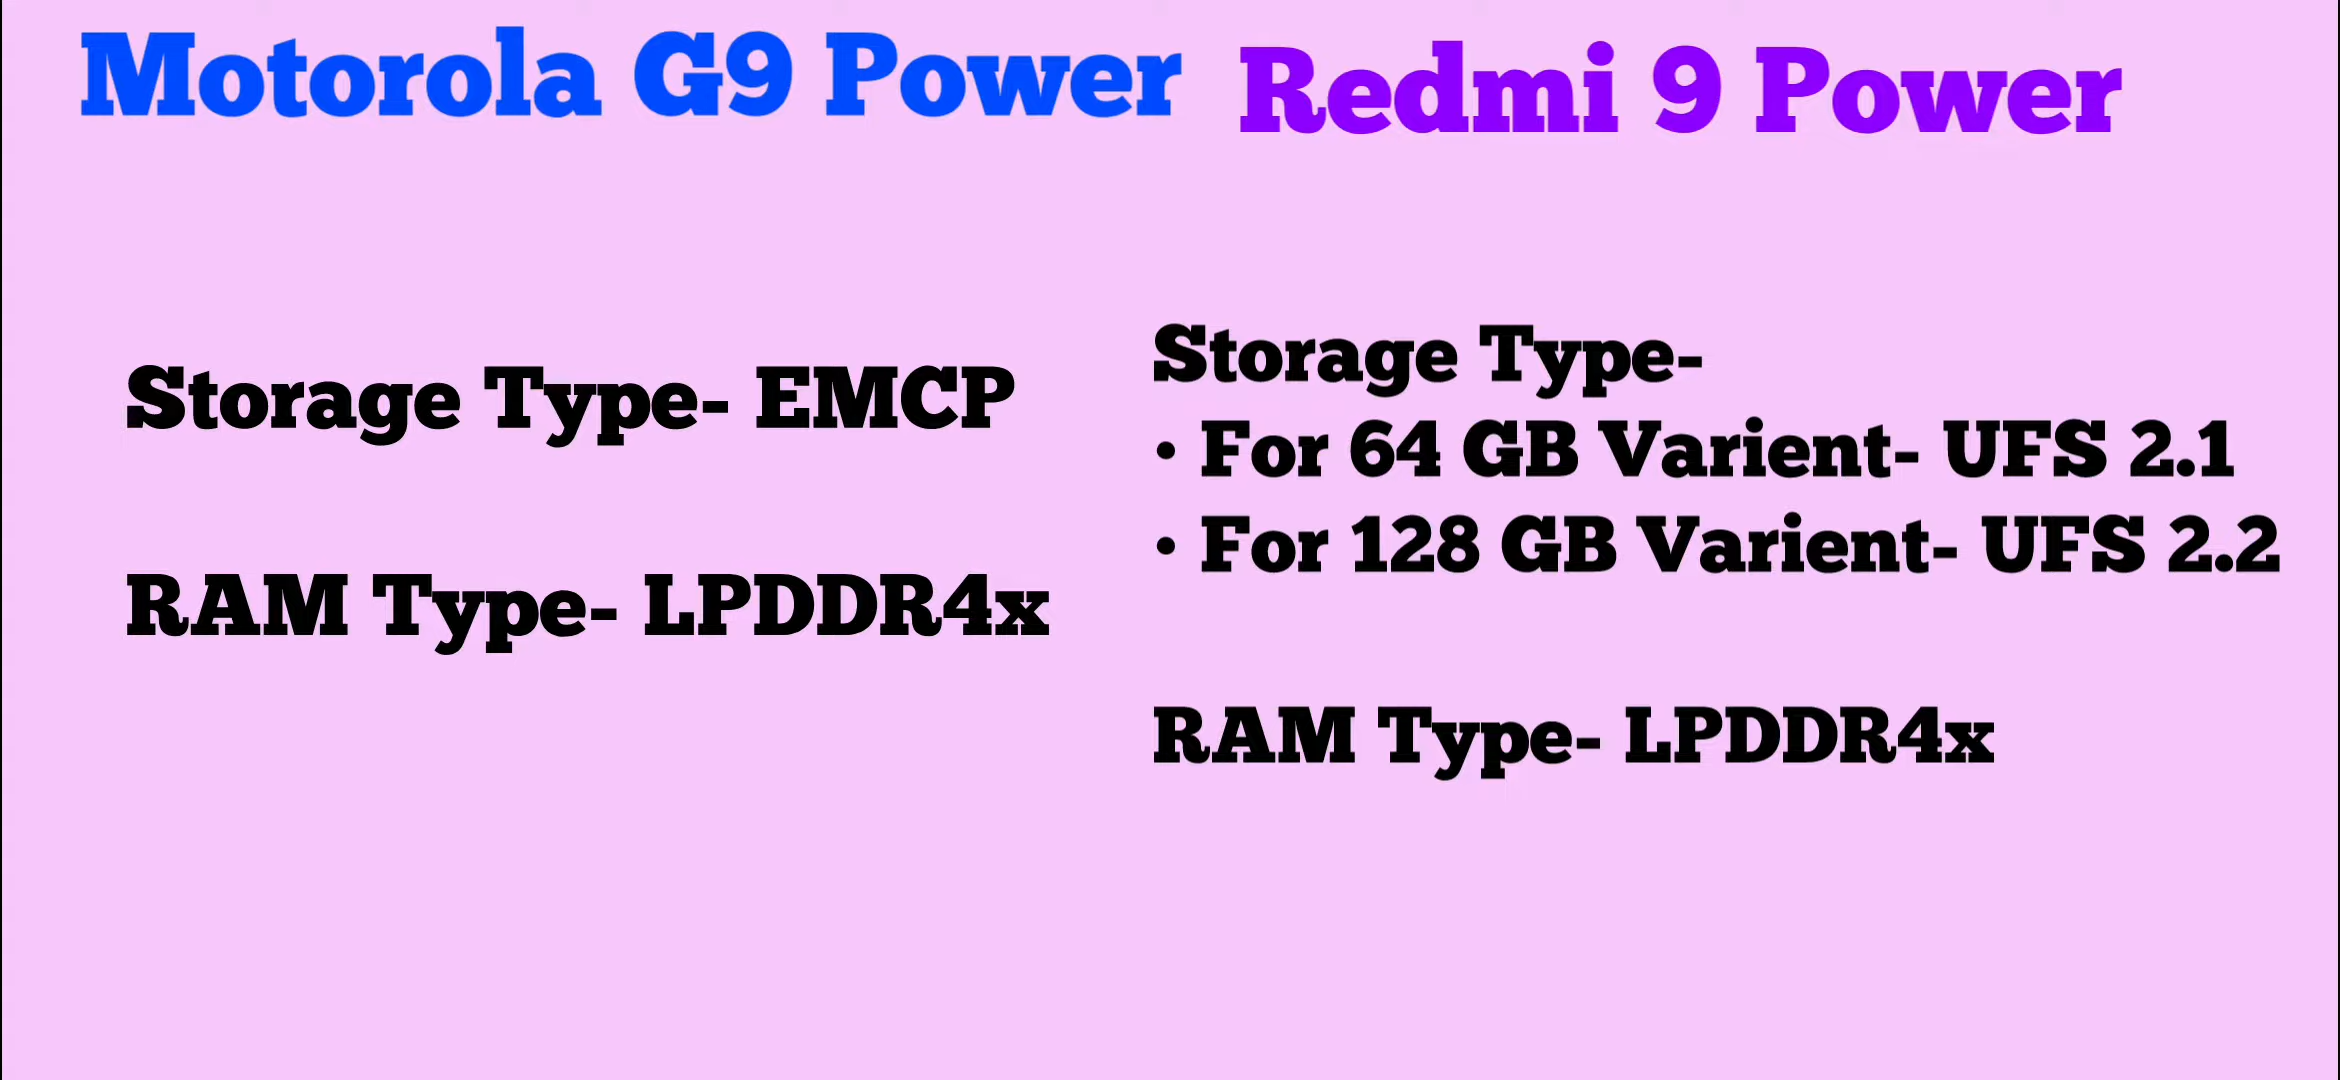 Motorola G9 Power
Redmi 9 Power
Storage Type- EMCP
RAM Type- LPDDR4x
Storage Type-
• For 64 GB Varient- UFS 2.1
• For 128 GB Varient- UFS 2.2
RAM Type- LPDDR4x